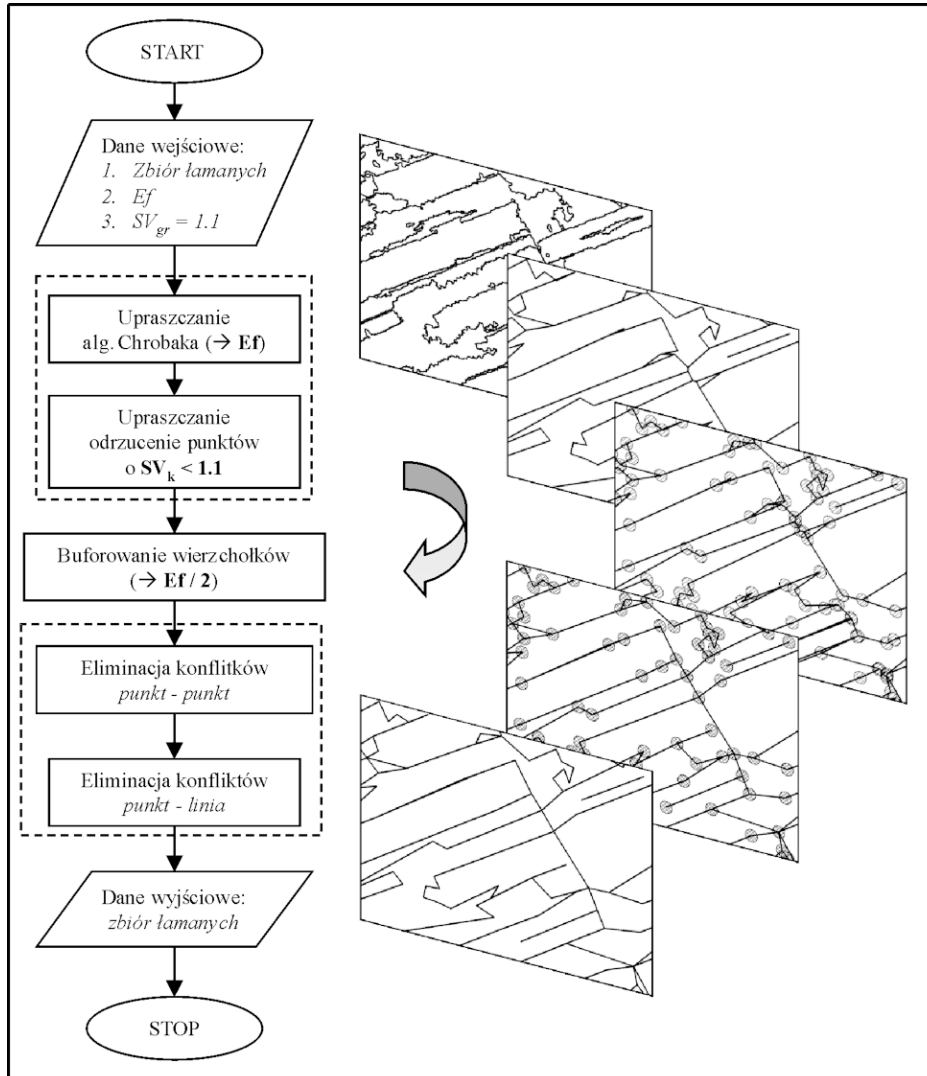 START
Dane wejściowe:
1. Zbiór łamanych
2. Ef
3. SVgr = 1.1
Upraszczanie
alg. Chrobaka (→ Ef)
Upraszczanie
odrzucenie punktów
o SVk < 1.1
Buforowanie wierzchołków
(→ Ef / 2)
Eliminacja konflitków
punkt - punkt
Eliminacja konfliktów
punkt - linia
Dane wyjściowe:
zbiór łamanych
STOP